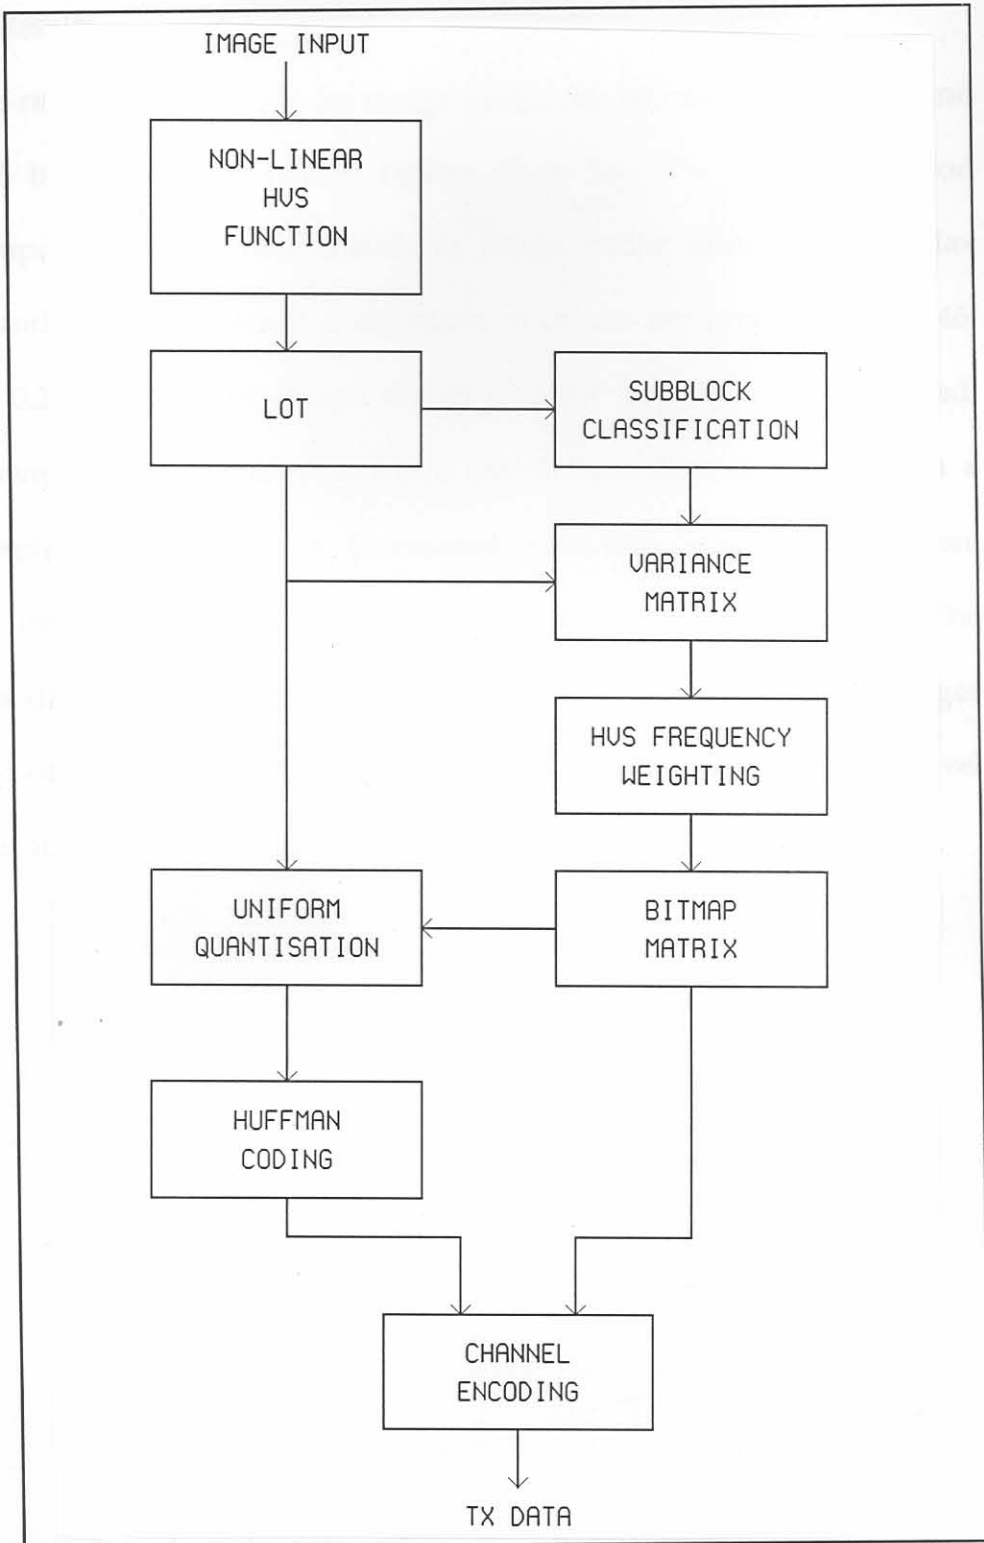 IMAGE INPUT
NON-LINEAR
HVS
FUNCTION
LOT
SUBBLOCK
CLASSIFICATION
VARIANCE
MATRIX
HVS FREQUENCY
WEIGHTING
UNIFORM
QUANTISATION
BITMAP
MATRIX
HUFFMAN
CODING
CHANNEL
ENCODING
TX DATA